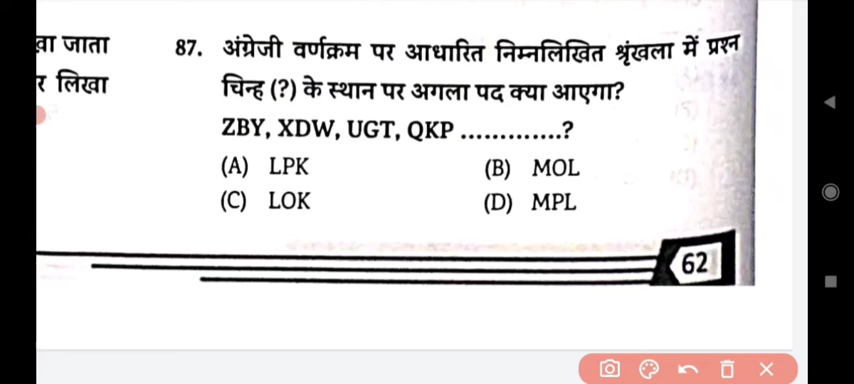 जाता
लिखा
87. अंग्रेजी वर्णक्रम पर आधारित निम्नलिखित श्रृंखला में प्रश्न
चिन्ह (?) के स्थान पर अगला पद क्या आएगा?
ZBY, XDW, UGT, QKP .............?
(A) LPK (B) MOL
(C) LOK (D) MPL
62